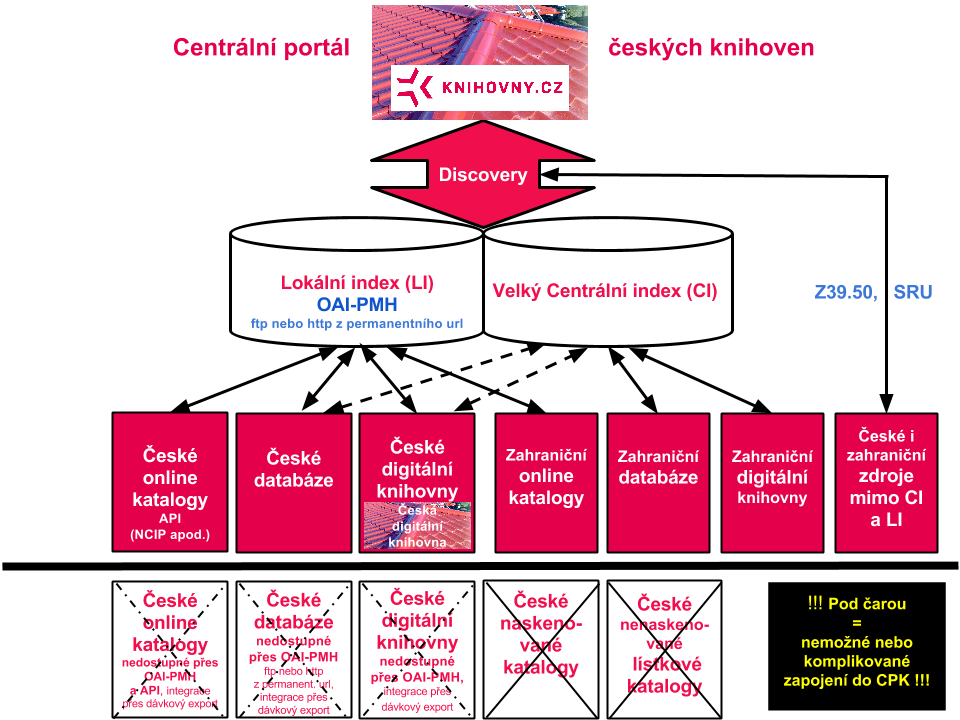 Centrální portál
českých knihoven
KNIHOVNY.CZ
Discovery
Lokální index (LI)
OAI-PMH
ftp nebo http z permanentního url
Velký Centrální index (CI)
Z39.50, SRU
České
online
katalogy
API
(NCIP apod.)
České
databáze
České
digitální
knihovny
Česká
digitální
knihovna
Zahraniční
online
katalogy
Zahraniční
databáze
Zahraniční
digitální
knihovny
České i
zahraniční
zdroje
mimo CI
a LI
České
online
katalogy
nedostupné přes
OAI-PMH
a API, integrace
přes dávkový export
České
databáze
nedostupné
přes OAI-PMH
ftp nebo http
z permanent. url,
integrace přes
dávkový export
České
digitální
knihovny
nedostupné
přes OAI-PMH,
integrace přes
dávkový export
České
naskeno-
vané
katalogy
České
nenaskeno-
vané
lístkové
katalogy
!!! Pod čarou
=
nemožné nebo
komplikované
zapojení do CPK !!!